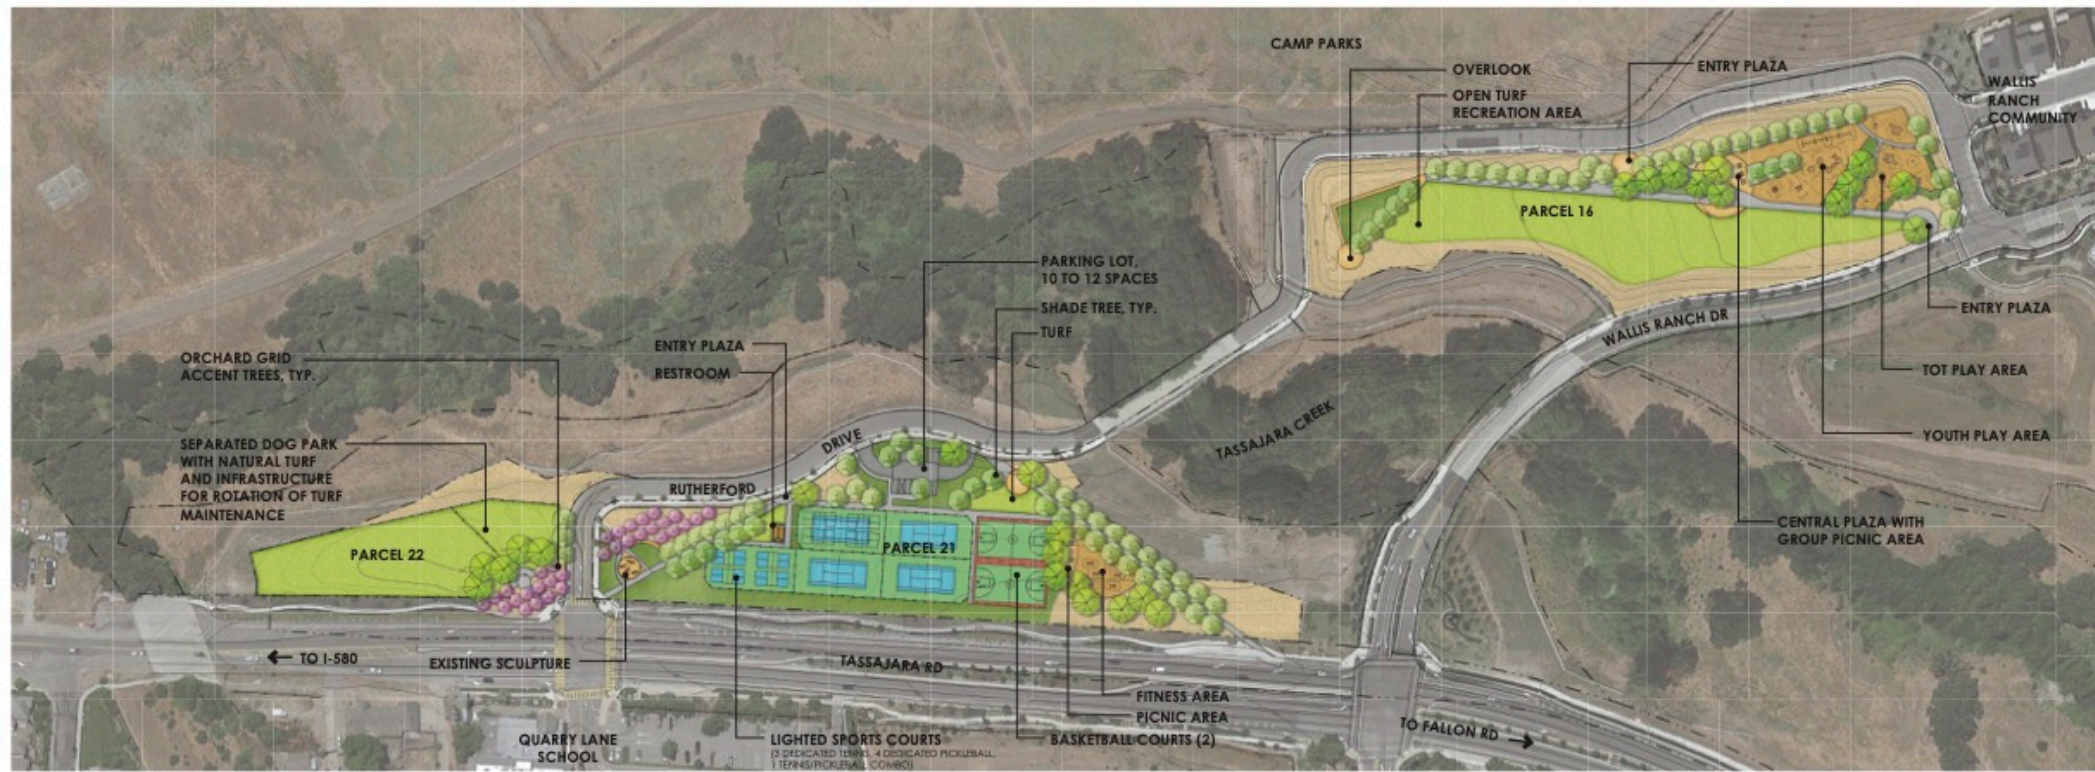 CAMP PARKS
OVERLOOK
OPEN TURF
RECREATION AREA
ENTRY PLAZA
WALLIS
RANCH
COMMUNITY
PARCEL 16
PARKING LOT,
10 TO 12 SPACES
SHADE TREE, TYP.
TURF
ENTRY PLAZA
RESTROOM
ORCHARD GRID
ACCENT TREES, TYP.
SEPARATED DOG PARK
WITH NATURAL TURF
AND INFRASTRUCTURE
FOR ROTATION OF TURF
MAINTENANCE
ENTRY PLAZA
WALLIS RANCH DR
TOT PLAY AREA
YOUTH PLAY AREA
CENTRAL PLAZA WITH
GROUP PICNIC AREA
TASSAJARA CREEK
RUTHERFORD DRIVE
PARCEL 22
PARCEL 21
TO I-580
EXISTING SCULPTURE
TASSAJARA RD
FITNESS AREA
PICNIC AREA
BASKETBALL COURTS (2)
TO FALLON RD
QUARRY LANE
SCHOOL
LIGHTED SPORTS COURTS
(3 DEDICATED TENNIS, 4 DEDICATED PICKLEBALL,
1 TENNIS/PICKLEBALL COMBO)